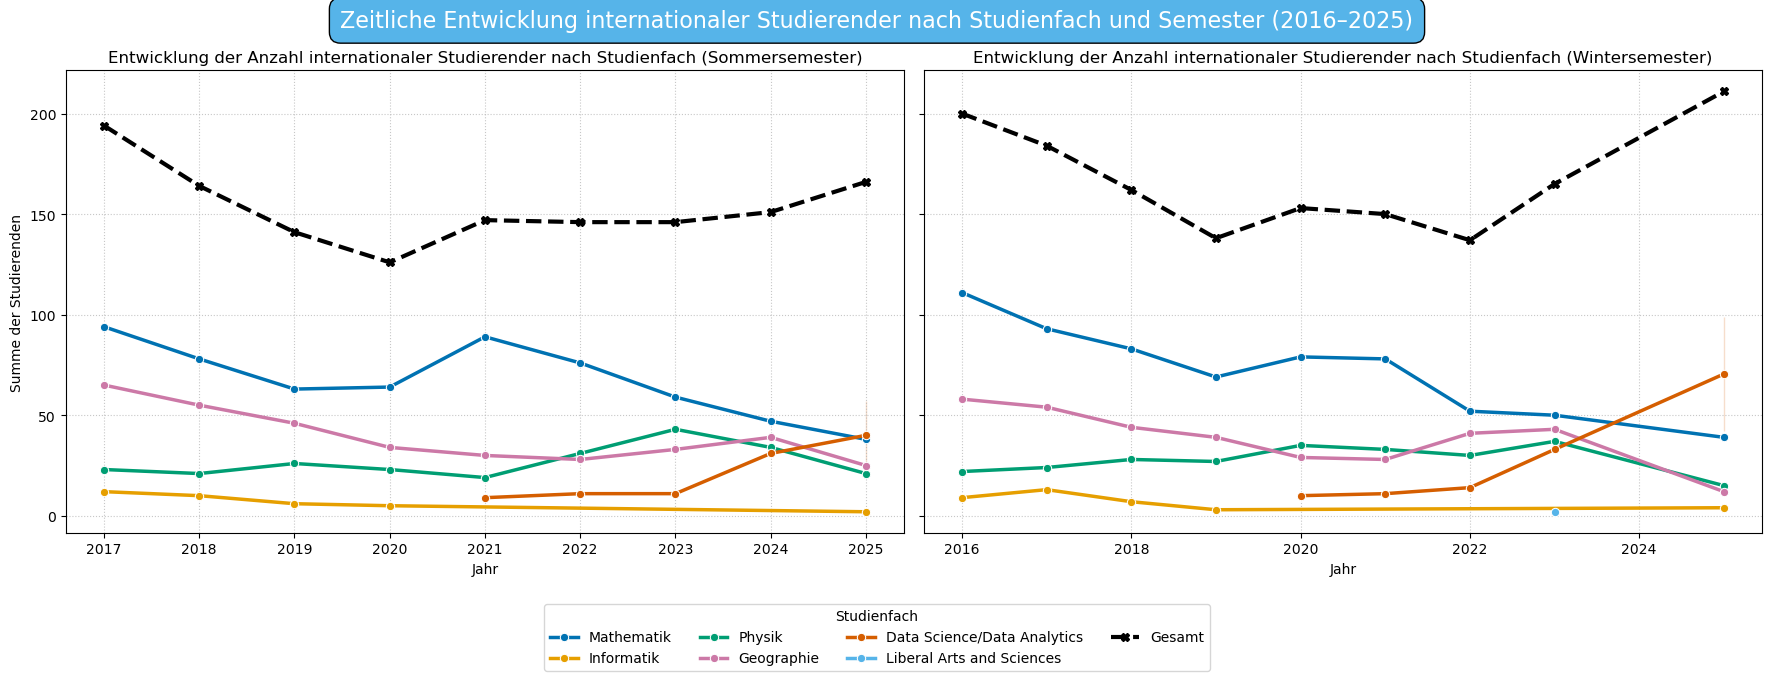 Zeitliche Entwicklung internationaler Studierender nach Studienfach und Semester (2016–2025)
Entwicklung der Anzahl internationaler Studierender nach Studienfach (Sommersemester)
Entwicklung der Anzahl internationaler Studierender nach Studienfach (Wintersemester)
Summe der Studierenden
200
150
100
50
0
2017 2018 2019 2020 2021 2022 2023 2024 2025
Jahr
2016 2018 2020 2022 2024
Jahr
Studienfach
Mathematik Physik Data Science/Data Analytics Gesamt
Informatik Geographie Liberal Arts and Sciences